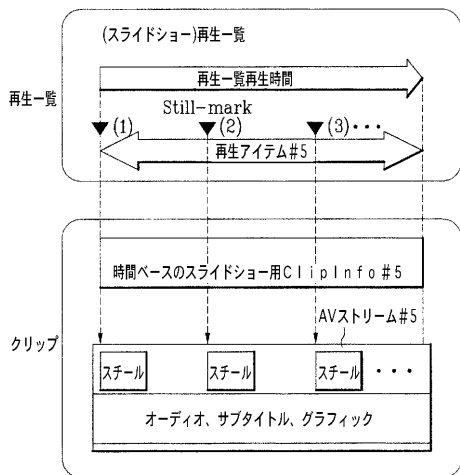 (スライドショー)再生一覧
再生一覧再生時間
再生一覧
Still-mark
(1) (2) (3)・・・
再生アイテム#5
時間ベースのスライドショー用ClipInfo#5
AVストリーム#5
クリップ
スチール スチール スチール ・・・
オーディオ、サブタイトル、グラフィック